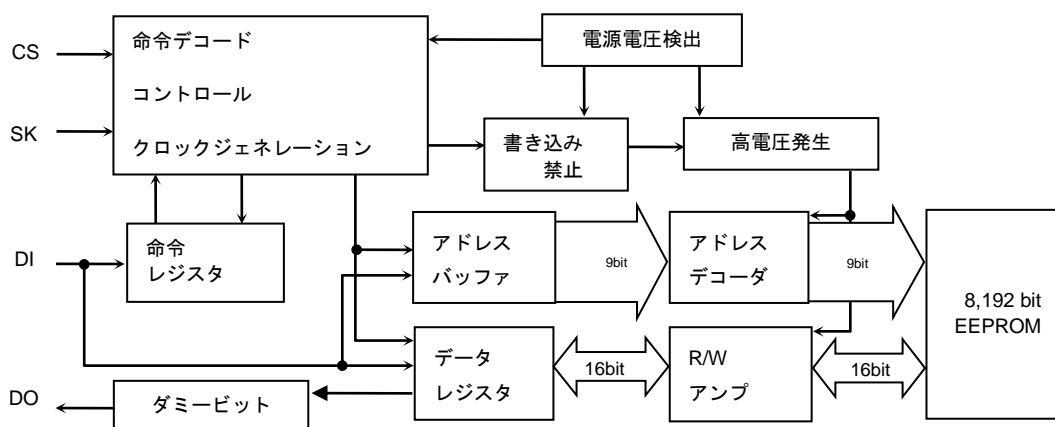 CS
命令デコード
コントロール
クロックジェネレーション
電源電圧検出
SK
書き込み
禁止
高電圧発生
DI
命令
レジスタ
アドレス
バッファ
9bit
アドレス
デコーダ
9bit
8,192 bit
EEPROM
データ
レジスタ
16bit
R/W
アンプ
16bit
DO
ダミービット